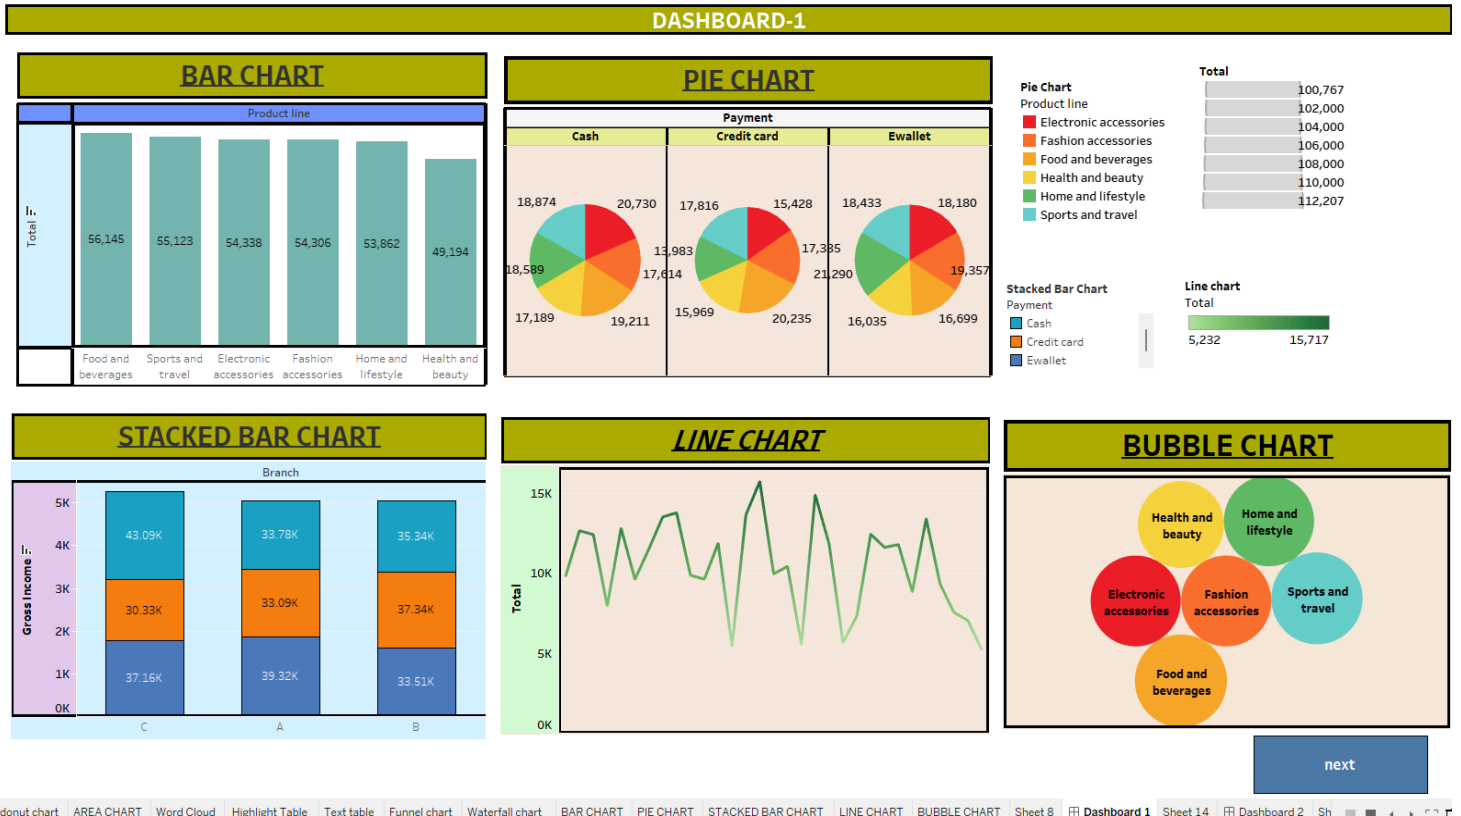 DASHBOARD-1
BAR CHART
Product line
Total
56,145
55,123
54,338
54,306
53,862
49,194
Food and
beverages
Sports and
travel
Electronic
accessories
Fashion
accessories
Home and
lifestyle
Health and
beauty
PIE CHART
Payment
Cash
Credit card
Ewallet
18,874
20,730
18,589
17,614
17,189
19,211
17,816
15,428
13,983
17,335
15,969
20,235
18,433
18,180
21,290
19,357
16,035
16,699
Pie Chart
Product line
Electronic accessories
Fashion accessories
Food and beverages
Health and beauty
Home and lifestyle
Sports and travel
Total
100,767
102,000
104,000
106,000
108,000
110,000
112,207
Stacked Bar Chart
Payment
Cash
Credit card
Ewallet
Line chart
Total
5,232
15,717
STACKED BAR CHART
Branch
Gross Income
5K
4K
3K
2K
1K
0K
43.09K
30.33K
37.16K
33.78K
33.09K
39.32K
35.34K
37.34K
33.51K
C
A
B
LINE CHART
Total
15K
10K
5K
0K
BUBBLE CHART
Health and
beauty
Home and
lifestyle
Electronic
accessories
Fashion
accessories
Sports and
travel
Food and
beverages
next
donut chart AREA CHART Word Cloud Highlight Table Text table Funnel chart Waterfall chart BAR CHART PIE CHART STACKED BAR CHART LINE CHART BUBBLE CHART Sheet 8 Dashboard 1 Sheet 14 Dashboard 2 Sh